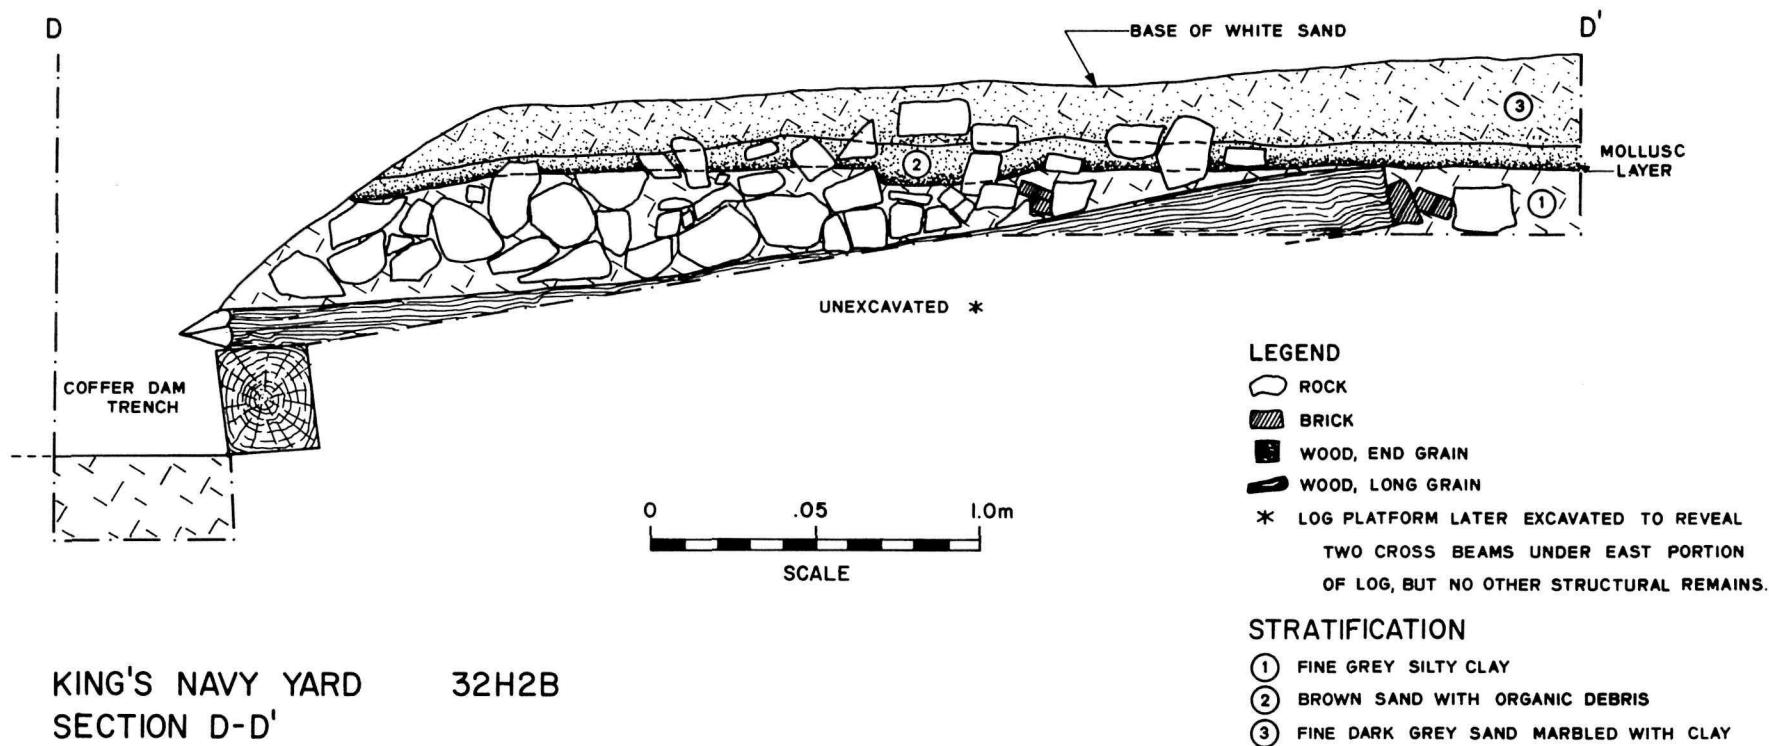 D
D'
BASE OF WHITE SAND
3
MOLLUSC
LAYER
2
1
UNEXCAVATED *
COFFER DAM
TRENCH
0 .05 1.0m
SCALE
LEGEND
ROCK
BRICK
WOOD, END GRAIN
WOOD, LONG GRAIN
* LOG PLATFORM LATER EXCAVATED TO REVEAL
TWO CROSS BEAMS UNDER EAST PORTION
OF LOG, BUT NO OTHER STRUCTURAL REMAINS.
STRATIFICATION
1 FINE GREY SILTY CLAY
2 BROWN SAND WITH ORGANIC DEBRIS
3 FINE DARK GREY SAND MARBLED WITH CLAY
KING'S NAVY YARD 32H2B
SECTION D-D'